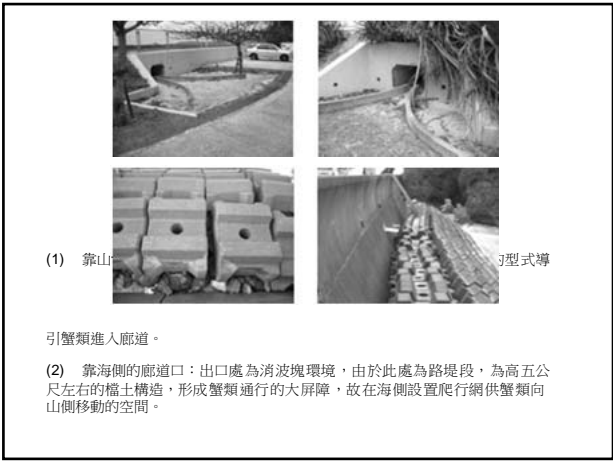 (1) 靠山 的型式導
引蟹類進入廊道。
(2) 靠海側的廊道口：出口處為消波塊環境，由於此處為路堤段，為高五公
尺左右的檔土構造，形成蟹類通行的大屏障，故在海側設置爬行網供蟹類向
山側移動的空間。